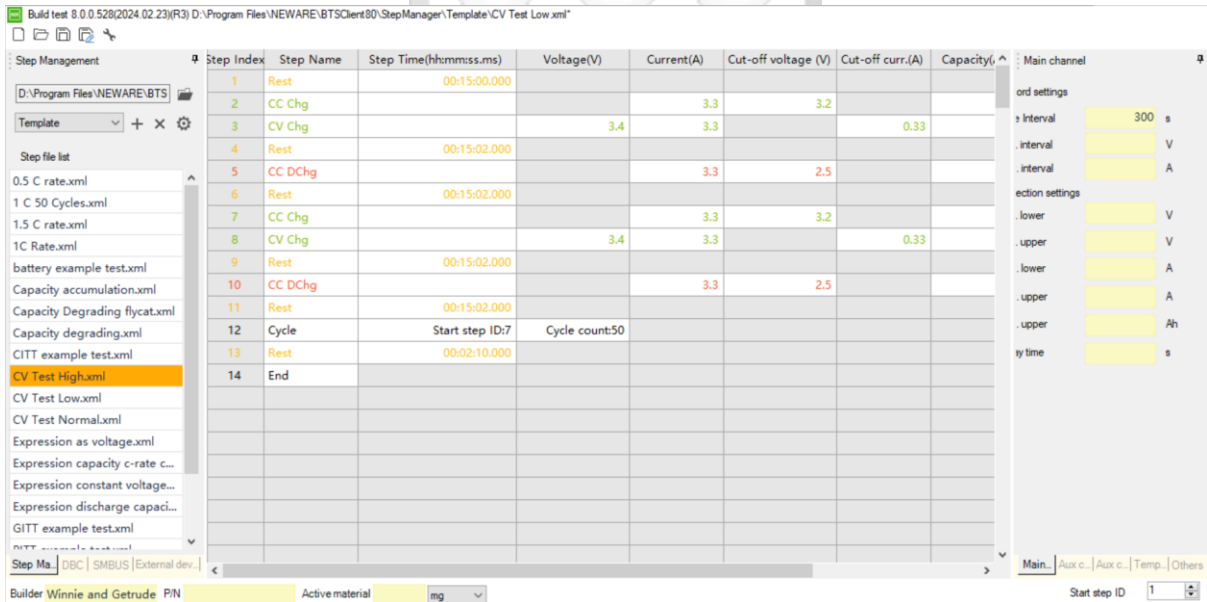 Build test 8.0.0.528(2024.02.23)(R3) D:\Program Files\NEWARE\BTSClient80\StepManager\Template\CV Test Low.xml*
Step Management
D:\Program Files\NEWARE\BTS
Template
Step file list
0.5 C rate.xml
1 C 50 Cycles.xml
1.5 C rate.xml
1C Rate.xml
battery example test.xml
Capacity accumulation.xml
Capacity Degrading flycat.xml
Capacity degrading.xml
CITT example test.xml
CV Test High.xml
CV Test Low.xml
CV Test Normal.xml
Expression as voltage.xml
Expression capacity c-rate c...
Expression constant voltage...
Expression discharge capaci...
GITT example test.xml
Step Ma... DBC SMBUS External dev...
Step Index Step Name Step Time(hh:mm:ss.ms) Voltage(V) Current(A) Cut-off voltage (V) Cut-off curr.(A) Capacity(
1 Rest 00:15:00.000
2 CC Chg 3.3 3.2
3 CV Chg 3.4 3.3 0.33
4 Rest 00:15:02.000
5 CC DChg 3.3 2.5
6 Rest 00:15:02.000
7 CC Chg 3.3 3.2
8 CV Chg 3.4 3.3 0.33
9 Rest 00:15:02.000
10 CC DChg 3.3 2.5
11 Rest 00:15:02.000
12 Cycle Start step ID:7 Cycle count:50
13 Rest 00:02:10.000
14 End
Main channel
ord settings
e Interval 300 s
. interval V
. interval A
ection settings
. lower V
. upper V
. lower A
. upper A
. upper Ah
ay time s
Main... Aux c... Aux c... Temp... Others
Builder Winnie and Getrude P/N Active material mg Start step ID 1